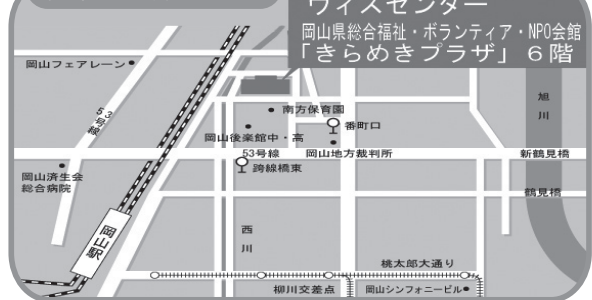 ウィズセンター
岡山県総合福祉・ボランティア・NPO会館
「きらめきプラザ」６階
岡山フェアレーン
53号線
旭川
南方保育園
番町口
岡山後楽館中・高
岡山地方裁判所
53号線
新鶴見橋
跨線橋東
岡山済生会
総合病院
鶴見橋
岡山駅
西川
桃太郎大通り
柳川交差点
岡山シンフォニービル